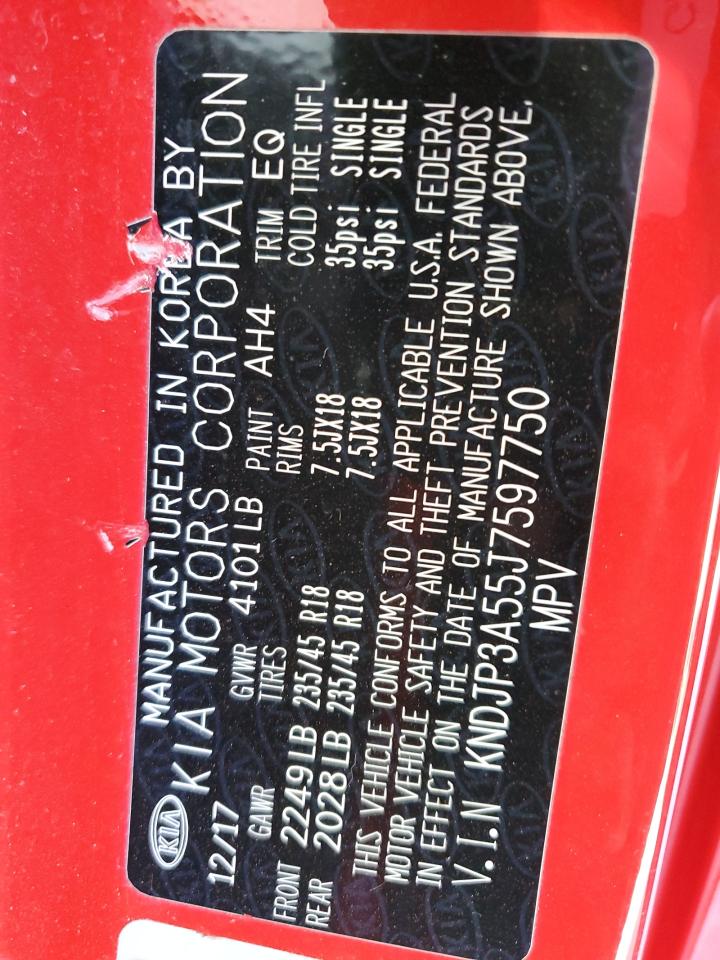 KIA
MANUFACTURED IN KOREA BY
KIA MOTORS CORPORATION
12/17 GVWR 4101LB PAINT AH4 TRIM EQ
GAWR TIRES RIMS COLD TIRE INFL
FRONT 2249LB 235/45 R18 7.5JX18 35psi SINGLE
REAR 2028LB 235/45 R18 7.5JX18 35psi SINGLE
THIS VEHICLE CONFORMS TO ALL APPLICABLE U.S.A. FEDERAL
MOTOR VEHICLE SAFETY AND THEFT PREVENTION STANDARDS
IN EFFECT ON THE DATE OF MANUFACTURE SHOWN ABOVE.
V.I.N KNDJP3A55J7597750
MPV